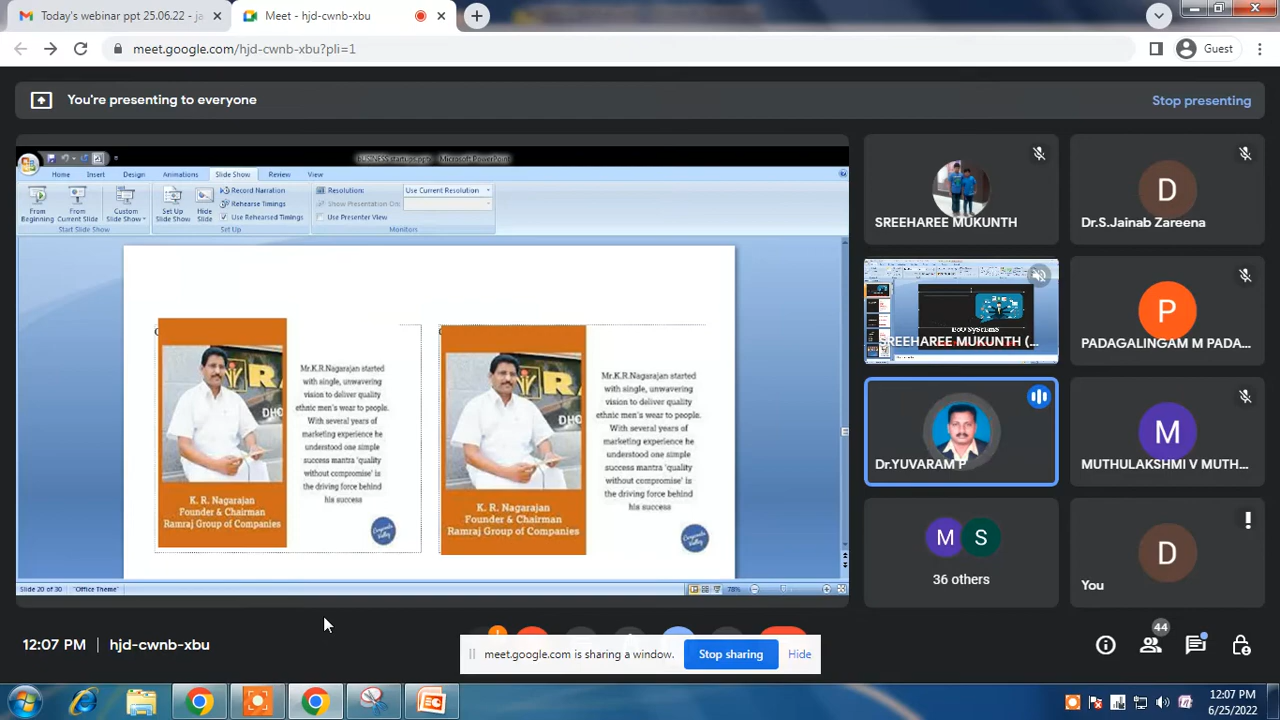 Today's webinar ppt 25.06.22 - ja
Meet - hjd-cwnb-xbu
meet.google.com/hjd-cwnb-xbu?pli=1
Guest
You're presenting to everyone
Stop presenting
BUSINESS startups.ppt - Microsoft PowerPoint
Home Insert Design Animations Slide Show Review View
From Beginning
From Current Slide
Custom Slide Show
Start Slide Show
Set Up Slide Show
Hide Slide
Record Narration
Rehearse Timings
Use Rehearsed Timings
Set Up
Resolution:
Use Current Resolution
Show Presentation On:
Use Presenter View
Monitors
DHO
K. R. Nagarajan
Founder & Chairman
Ramraj Group of Companies
Mr.K.R.Nagarajan started
with single, unwavering
vision to deliver quality
ethnic men's wear to people.
With several years of
marketing experience he
understood one simple
success mantra 'quality
without compromise' is
the driving force behind
his success
DHO
K. R. Nagarajan
Founder & Chairman
Ramraj Group of Companies
Mr.K.R.Nagarajan started
with single, unwavering
vision to deliver quality
ethnic men's wear to people.
With several years of
marketing experience he
understood one simple
success mantra 'quality
without compromise' is
the driving force behind
his success
Slide 20 of 30
"Office Theme"
78%
SREEHAREE MUKUNTH
D
Dr.S.Jainab Zareena
SREEHAREE MUKUNTH (...
P
PADAGALINGAM M PADA...
Dr.YUVARAM P
M
MUTHULAKSHMI V MUTH...
M S
36 others
D
You
12:07 PM
hjd-cwnb-xbu
meet.google.com is sharing a window.
Stop sharing
Hide
44
12:07 PM
6/25/2022